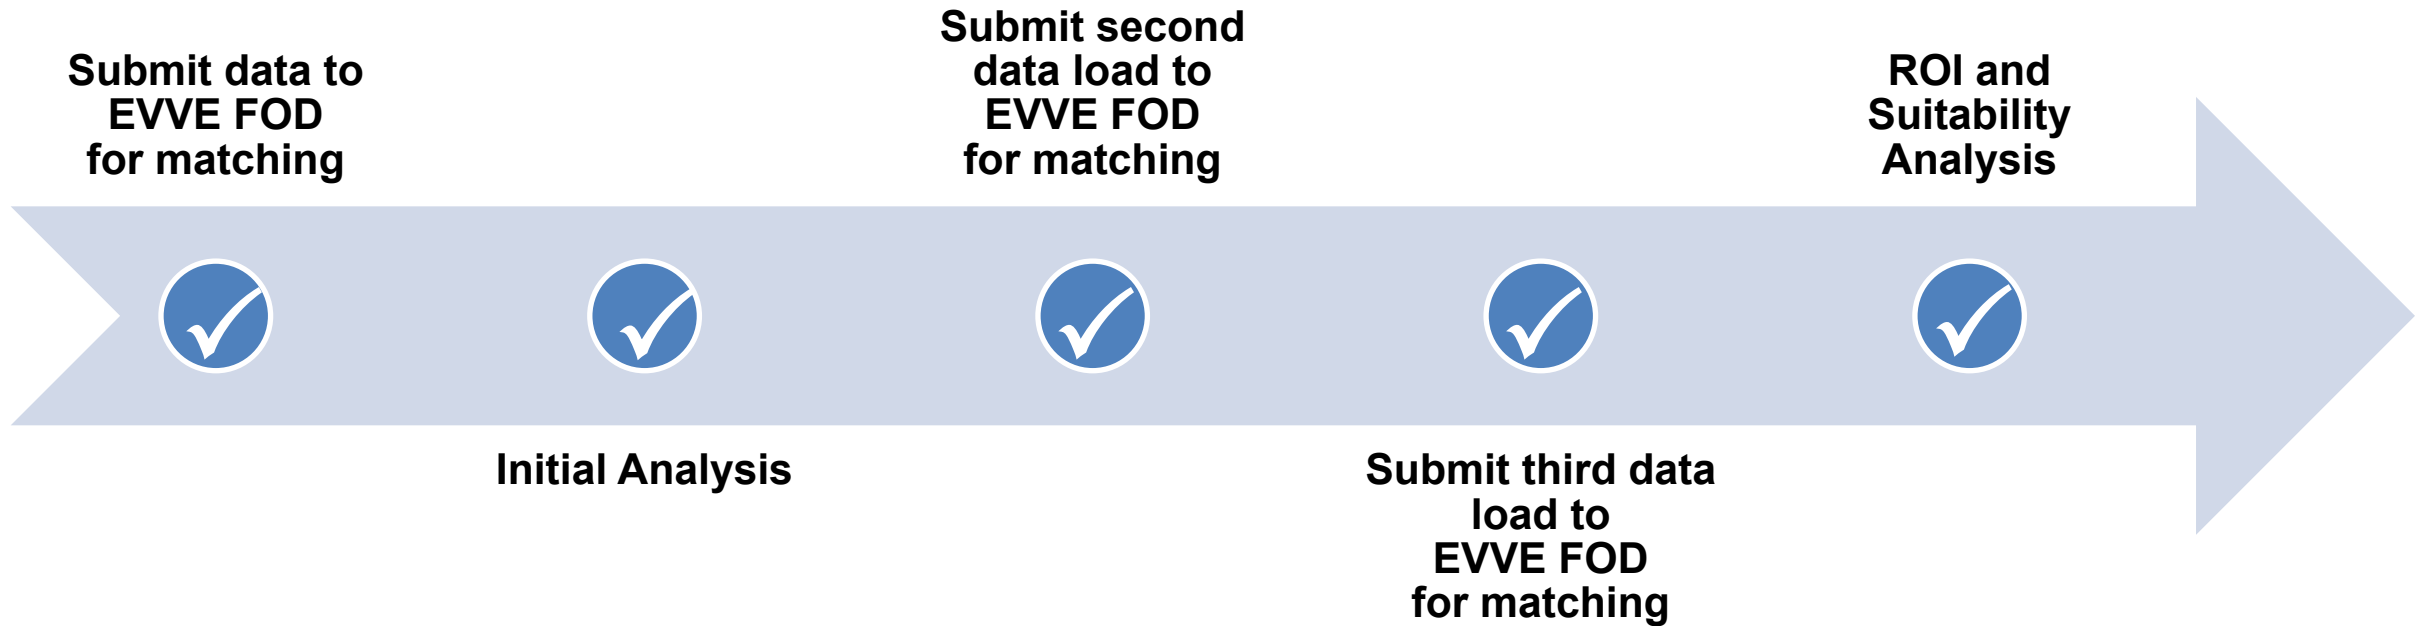 Submit data to
EVVE FOD
for matching
Initial Analysis
Submit second
data load to
EVVE FOD
for matching
Submit third data
load to
EVVE FOD
for matching
ROI and
Suitability
Analysis